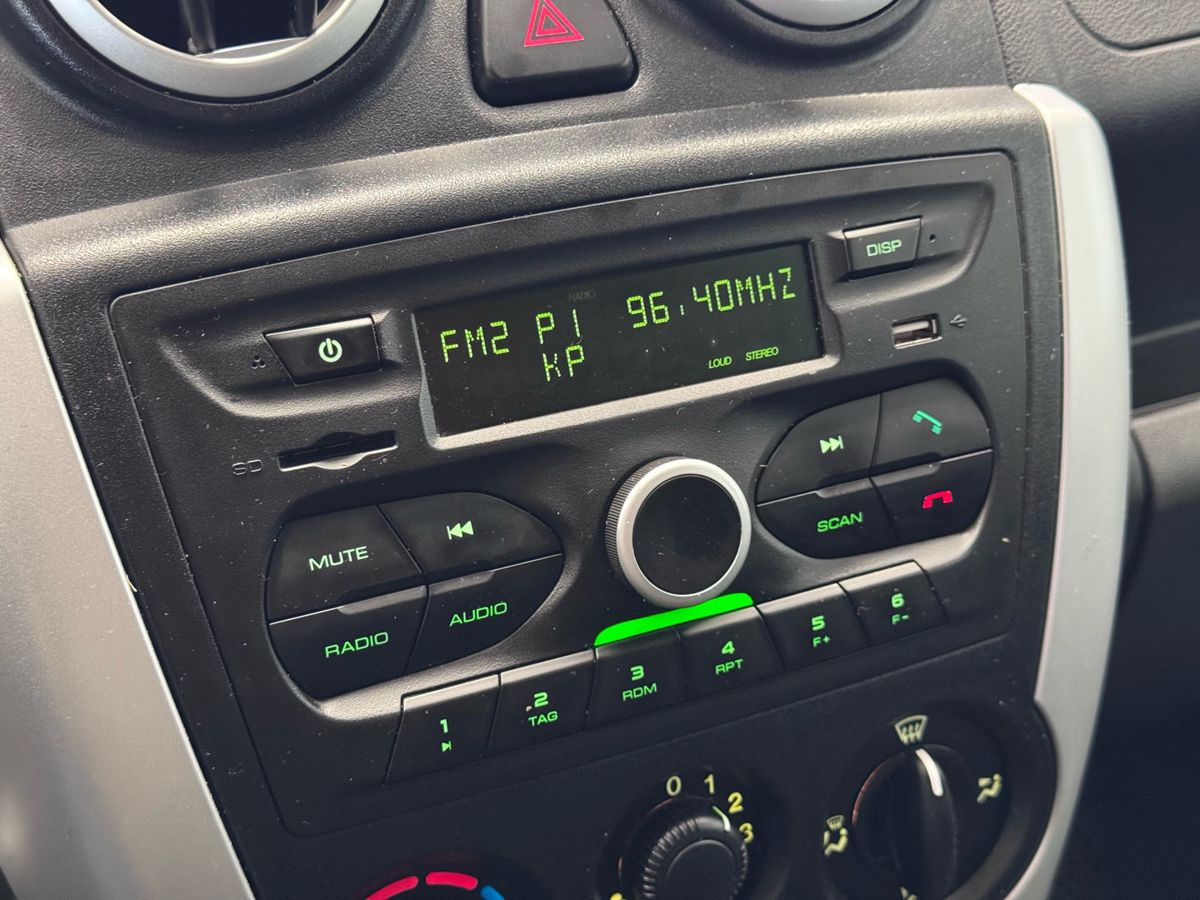 DISP
RADIO
FM2 P1 96.40MHZ
KP
LOUD STEREO
SD
MUTE
SCAN
RADIO
AUDIO
1
2
TAG
3
RDM
4
RPT
5
F+
6
F-
0 1 2 3